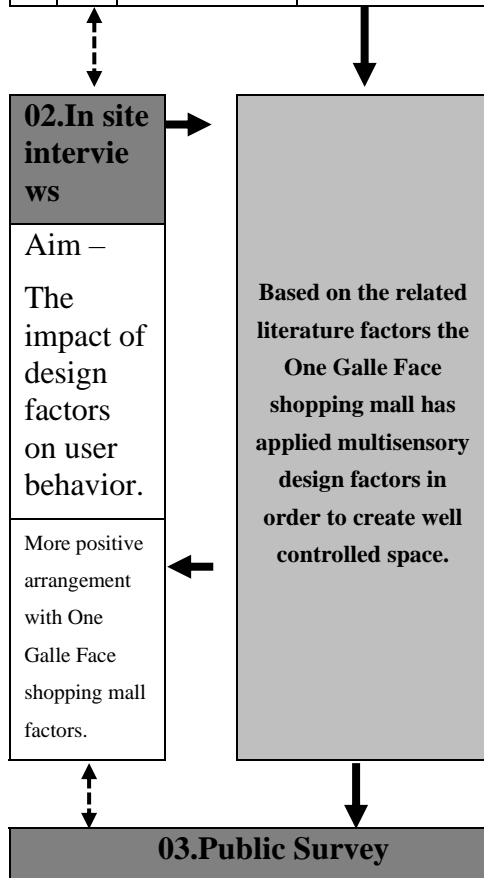 02.In site
intervie
ws
Aim –
The
impact of
design
factors
on user
behavior.
More positive
arrangement
with One
Galle Face
shopping mall
factors.
Based on the related
literature factors the
One Galle Face
shopping mall has
applied multisensory
design factors in
order to create well
controlled space.
03.Public Survey